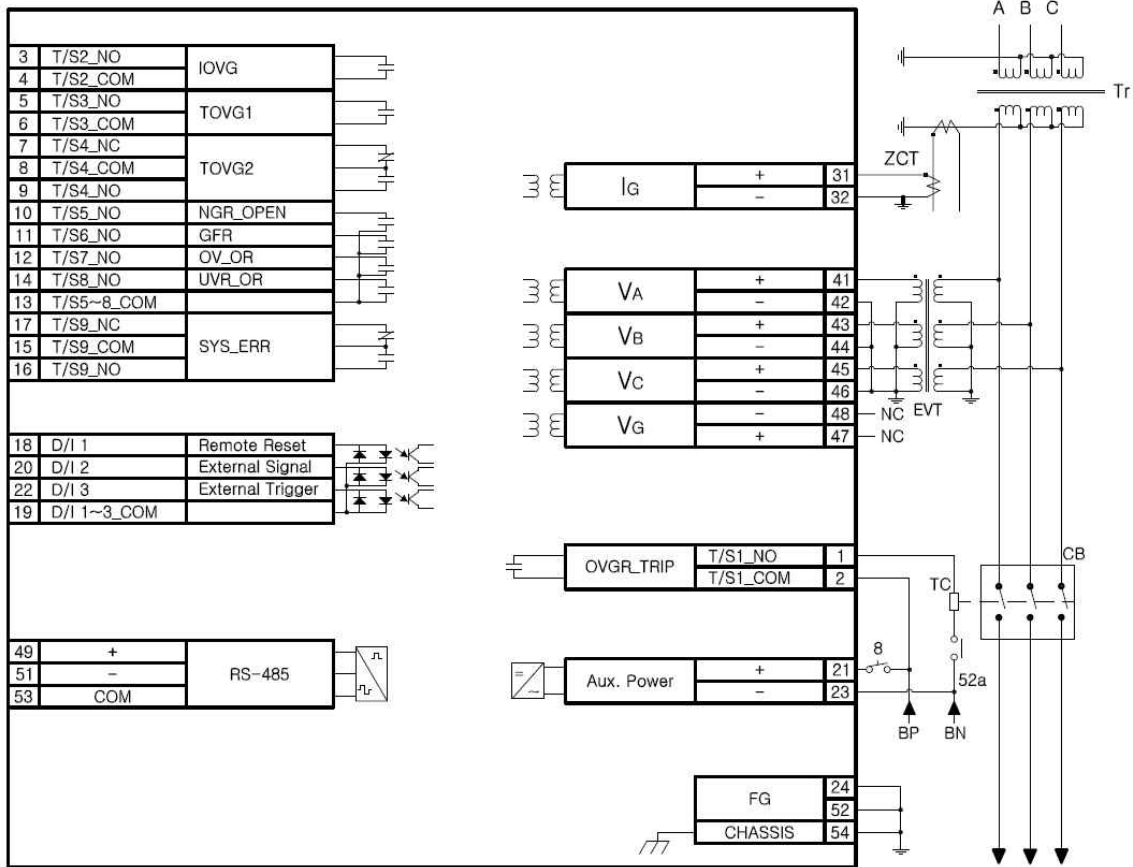 A B C
Tr
3 T/S2_NO IOVG
4 T/S2_COM
5 T/S3_NO TOVG1
6 T/S3_COM
7 T/S4_NC TOVG2
8 T/S4_COM
9 T/S4_NO
10 T/S5_NO NGR_OPEN
11 T/S6_NO GFR
12 T/S7_NO OV_OR
14 T/S8_NO UVR_OR
13 T/S5~8_COM
17 T/S9_NC SYS_ERR
15 T/S9_COM
16 T/S9_NO
18 D/I 1 Remote Reset
20 D/I 2 External Signal
22 D/I 3 External Trigger
19 D/I 1~3_COM
49 + RS-485
51 -
53 COM
ZCT
IG + 31
- 32
VA + 41
- 42
VB + 43
- 44
VC + 45
- 46
VG - 48 NC
+ 47 NC
EVT
OVGR_TRIP T/S1_NO 1
T/S1_COM 2
TC
CB
8
52a
Aux. Power + 21
- 23
BP BN
FG 24
52
CHASSIS 54